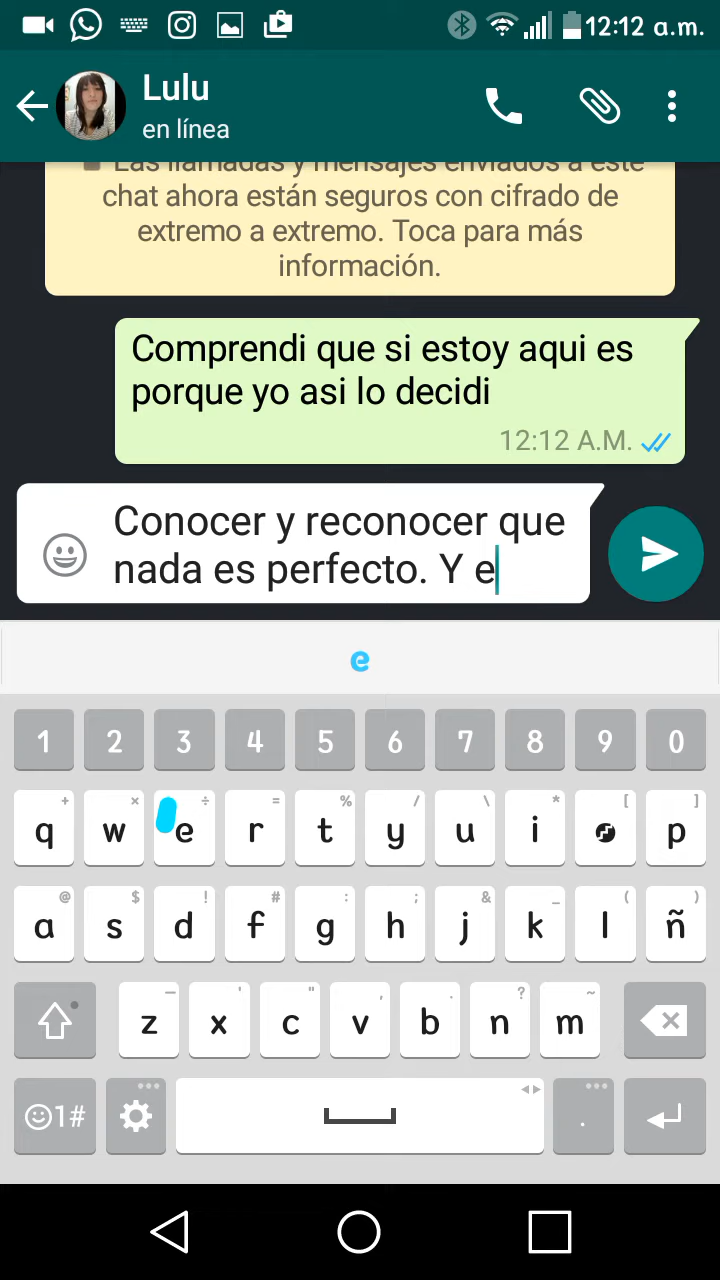 12:12 a.m.
Lulu
en línea
Las llamadas y mensajes enviados a este
chat ahora están seguros con cifrado de
extremo a extremo. Toca para más
información.
Comprendi que si estoy aqui es
porque yo asi lo decidi
12:12 A.M.
Conocer y reconocer que
nada es perfecto. Y e
e
1 2 3 4 5 6 7 8 9 0
+ × ÷ = % / \ * [ ]
q w e r t y u i p
@ $ ! # : ; & _ ( )
a s d f g h j k l ñ
– ' " , . ? ~
z x c v b n m
1# .